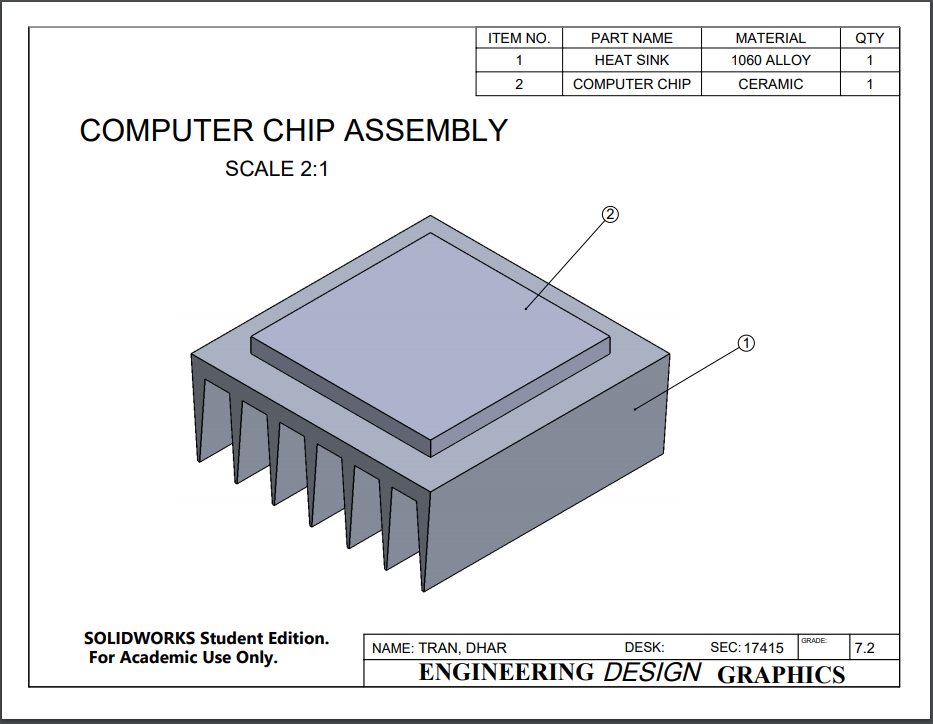 ITEM NO. PART NAME MATERIAL QTY
1 HEAT SINK 1060 ALLOY 1
2 COMPUTER CHIP CERAMIC 1
COMPUTER CHIP ASSEMBLY
SCALE 2:1
2
1
SOLIDWORKS Student Edition.
For Academic Use Only.
NAME: TRAN, DHAR DESK: SEC: 17415 GRADE: 7.2
ENGINEERING DESIGN GRAPHICS